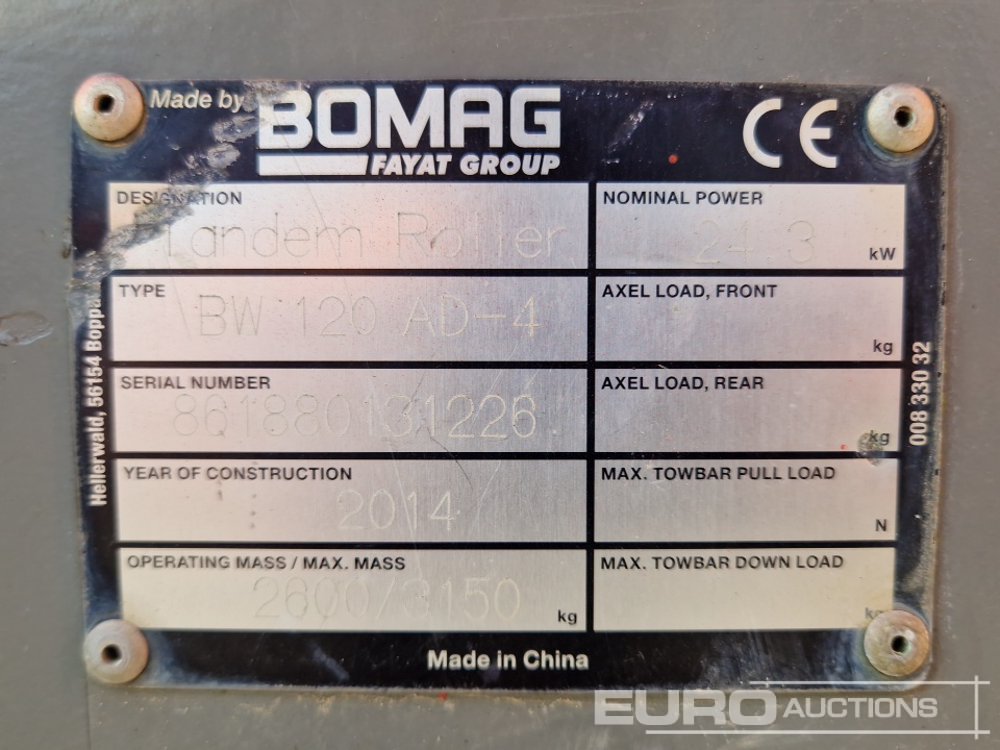 Made by BOMAG
FAYAT GROUP
CE
DESIGNATION
Tandem Roller
NOMINAL POWER
24.3 kW
TYPE
BW 120 AD-4
AXEL LOAD, FRONT
kg
SERIAL NUMBER
861880131226
AXEL LOAD, REAR
kg
YEAR OF CONSTRUCTION
2014
MAX. TOWBAR PULL LOAD
N
OPERATING MASS / MAX. MASS
2600/3150 kg
MAX. TOWBAR DOWN LOAD
Made in China
Hellerwald, 56154
008 330 32
EURO AUCTIONS